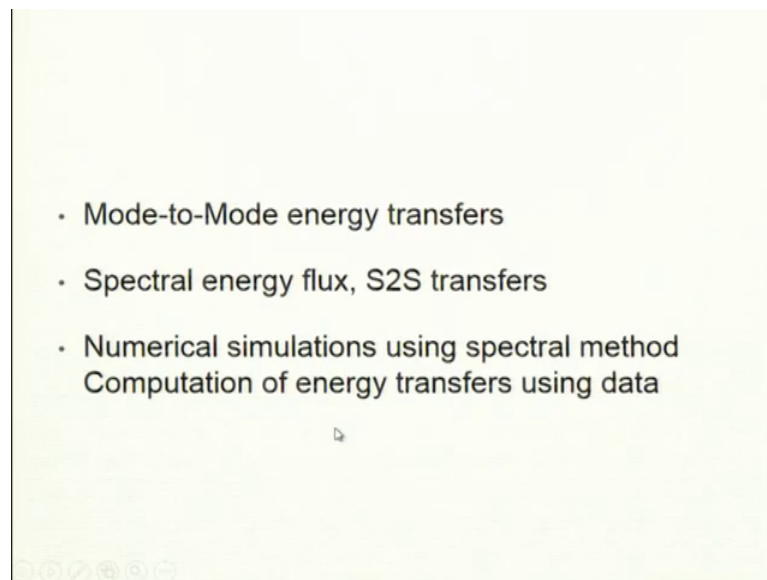 • Mode-to-Mode energy transfers
• Spectral energy flux, S2S transfers
• Numerical simulations using spectral method
Computation of energy transfers using data